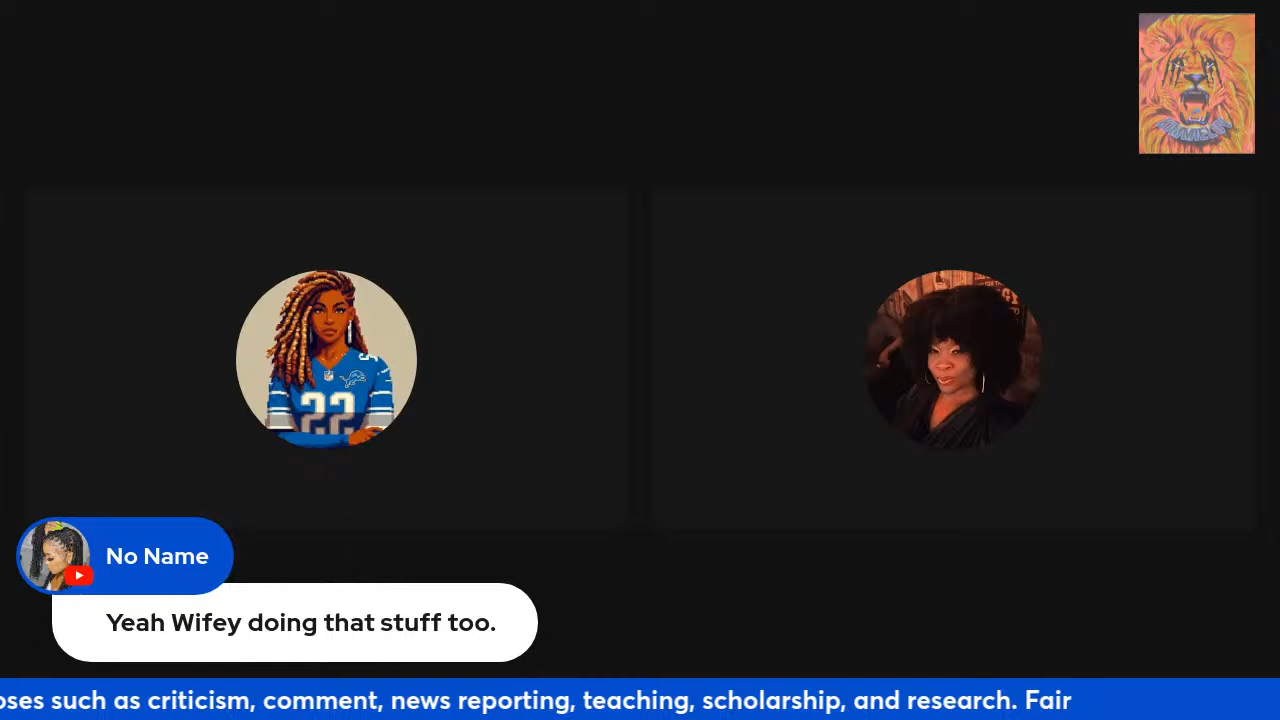 22
No Name
Yeah Wifey doing that stuff too.
oses such as criticism, comment, news reporting, teaching, scholarship, and research. Fair